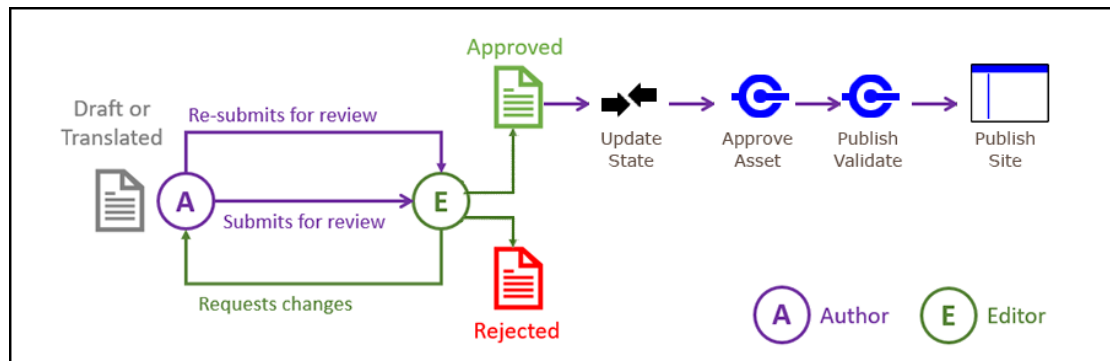 Approved
Draft or
Translated
Re-submits for review
A
E
Submits for review
Requests changes
Rejected
Update
State
Approve
Asset
Publish
Validate
Publish
Site
A Author
E Editor